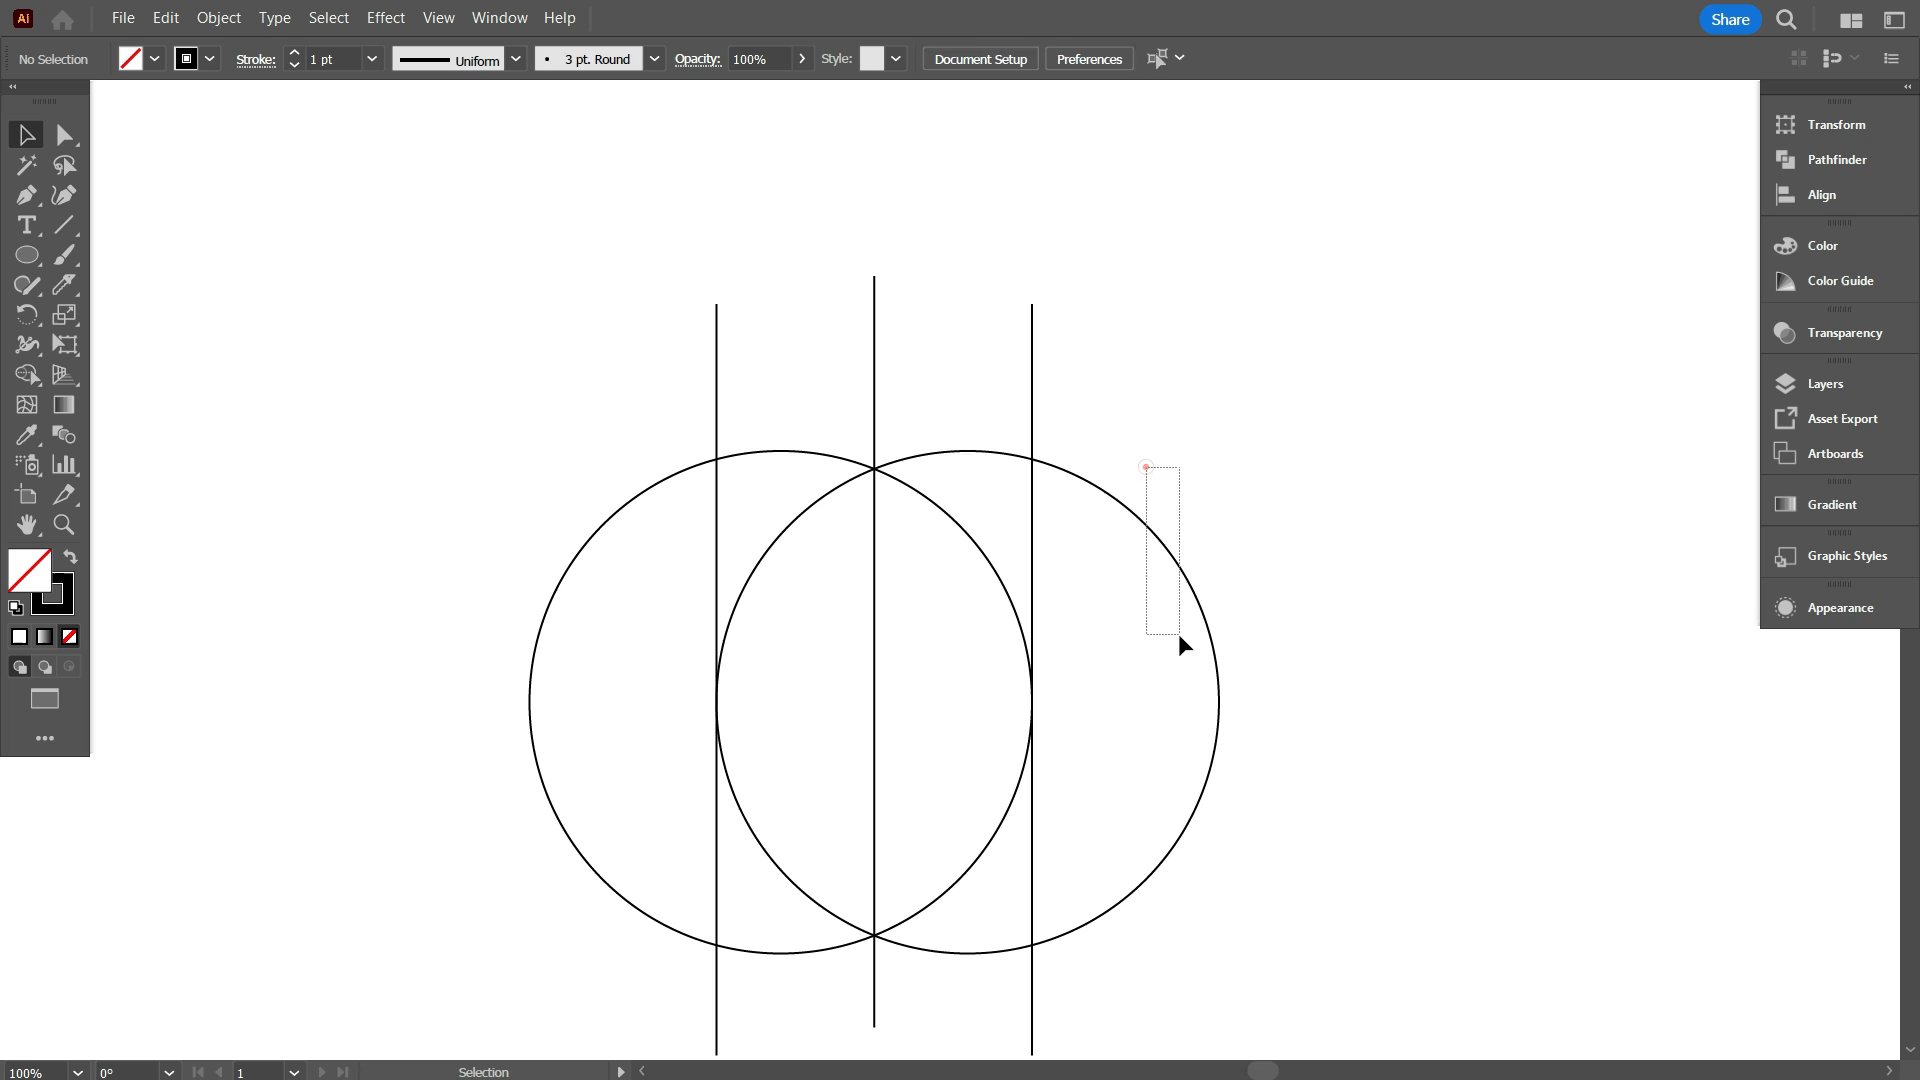 Ai File Edit Object Type Select Effect View Window Help Share
No Selection Stroke: 1 pt Uniform 3 pt. Round Opacity: 100% Style: Document Setup Preferences
Transform
Pathfinder
Align
Color
Color Guide
Transparency
Layers
Asset Export
Artboards
Gradient
Graphic Styles
Appearance
100% 0° 1 Selection